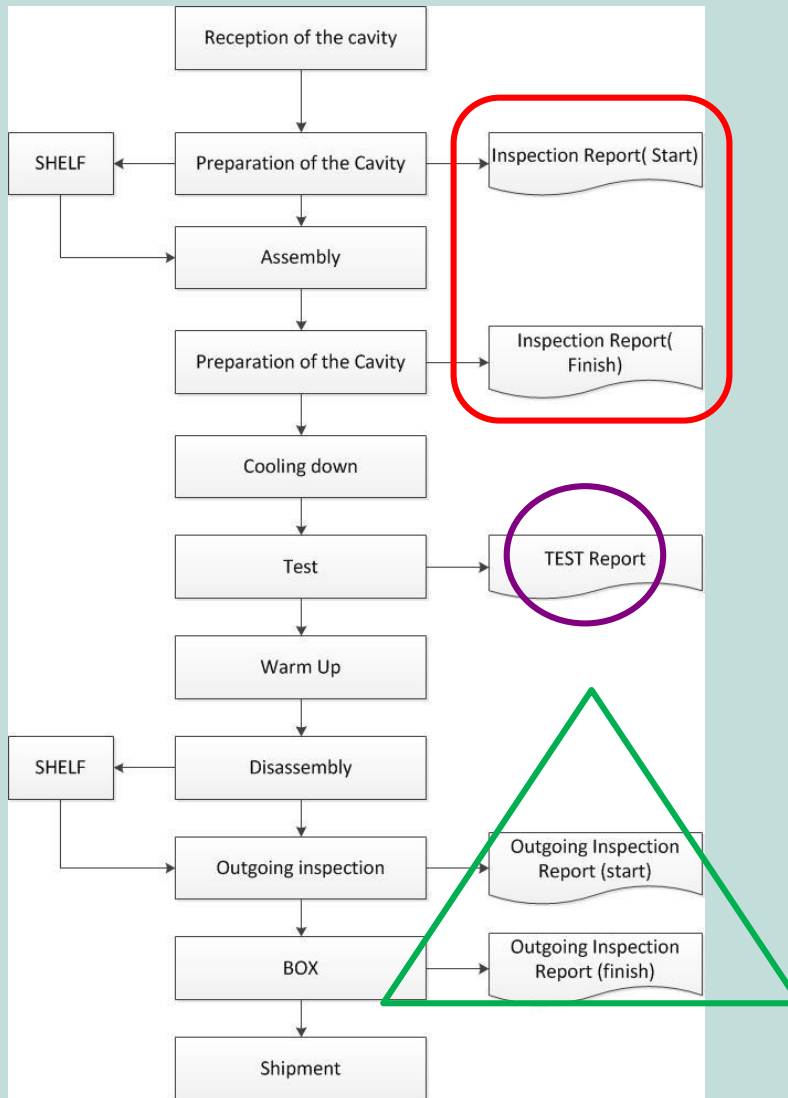 Reception of the cavity
SHELF
Preparation of the Cavity
Inspection Report( Start)
Assembly
Preparation of the Cavity
Inspection Report(
Finish)
Cooling down
Test
TEST Report
Warm Up
SHELF
Disassembly
Outgoing inspection
Outgoing Inspection
Report (start)
BOX
Outgoing Inspection
Report (finish)
Shipment